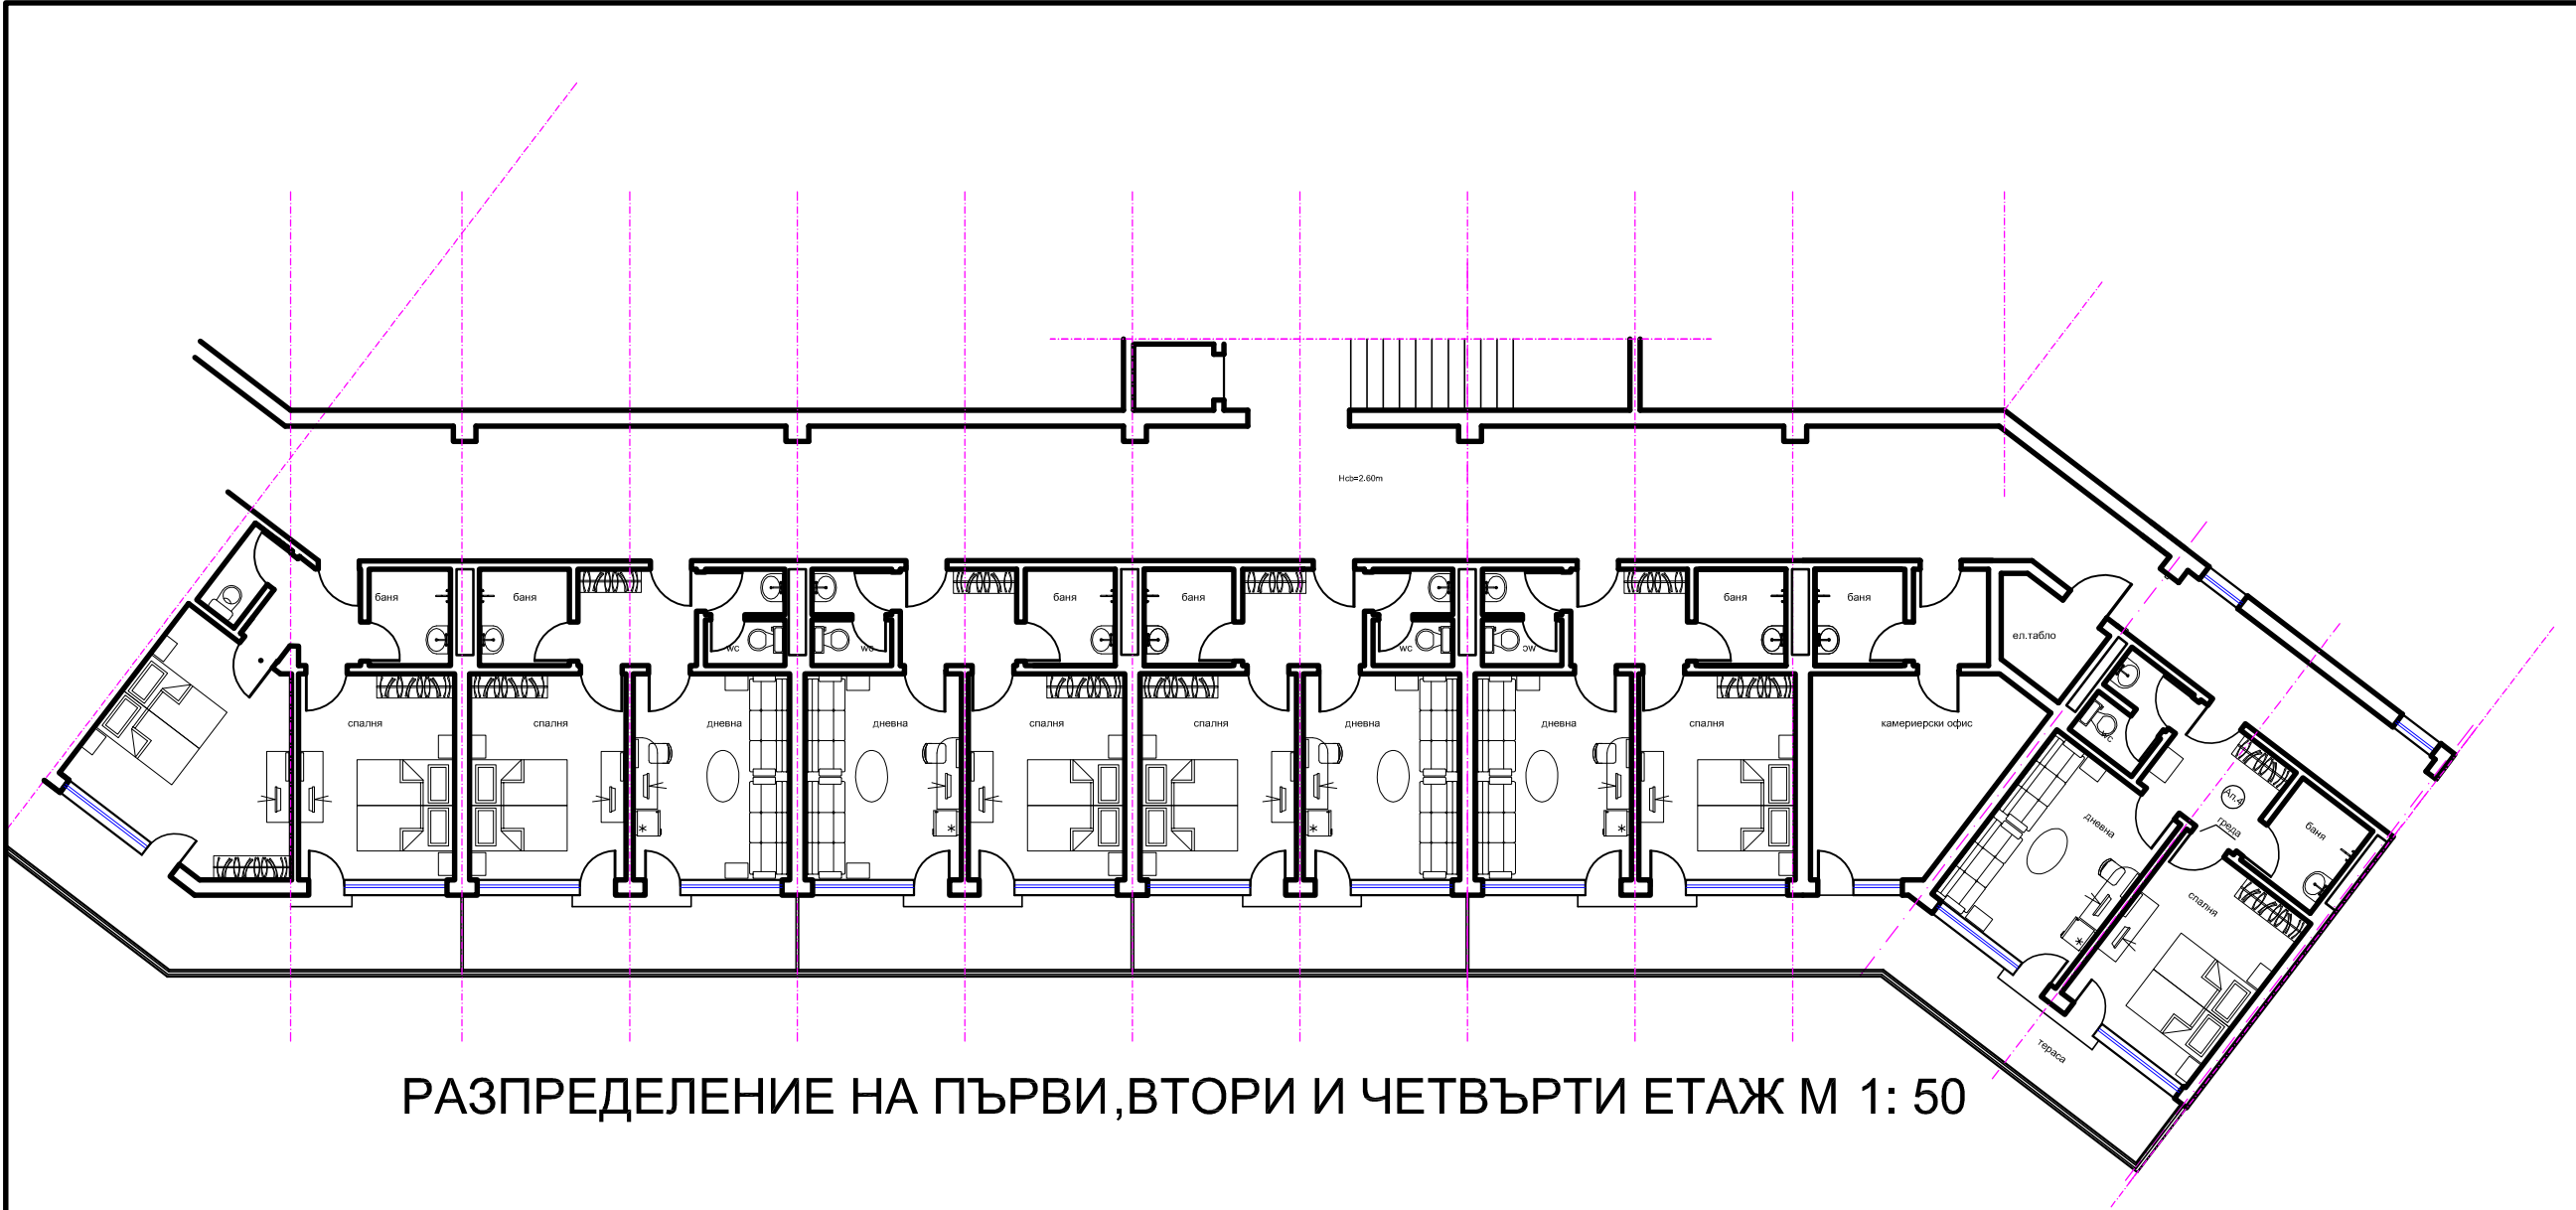 Hсв=2.60m
баня
баня
баня
баня
баня
баня
ел.табло
wc
wc
wc
wc
wc
спалня
спалня
дневна
дневна
спалня
спалня
дневна
дневна
спалня
камериерски офис
Ап.4
греда
дневна
баня
спалня
тераса
РАЗПРЕДЕЛЕНИЕ НА ПЪРВИ,ВТОРИ И ЧЕТВЪРТИ ЕТАЖ М 1: 50